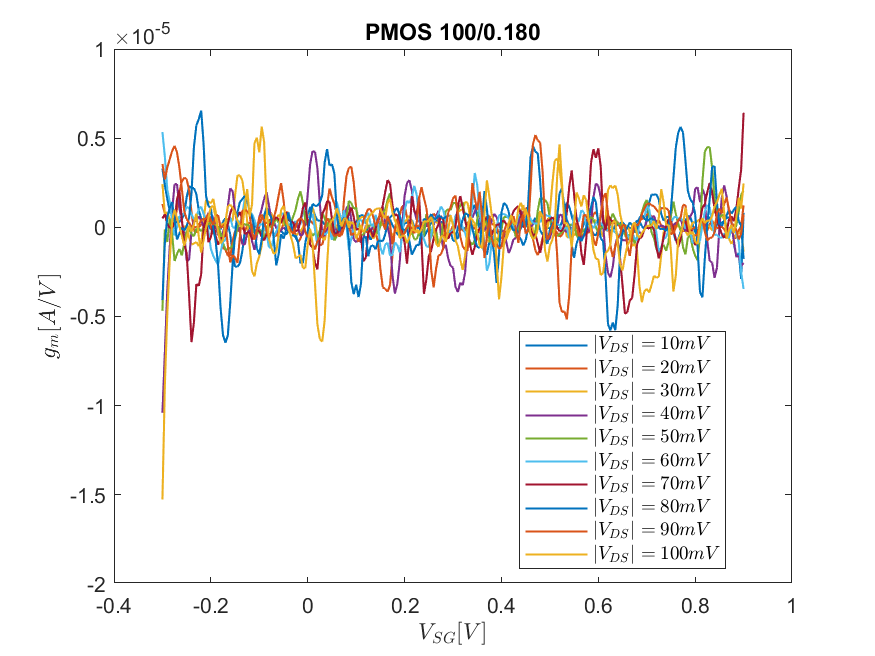 PMOS 100/0.180
×10⁻⁵
1
0.5
0
-0.5
-1
-1.5
-2
g_m[A/V]
-0.4 -0.2 0 0.2 0.4 0.6 0.8 1
V_SG[V]
|V_DS| = 10mV
|V_DS| = 20mV
|V_DS| = 30mV
|V_DS| = 40mV
|V_DS| = 50mV
|V_DS| = 60mV
|V_DS| = 70mV
|V_DS| = 80mV
|V_DS| = 90mV
|V_DS| = 100mV